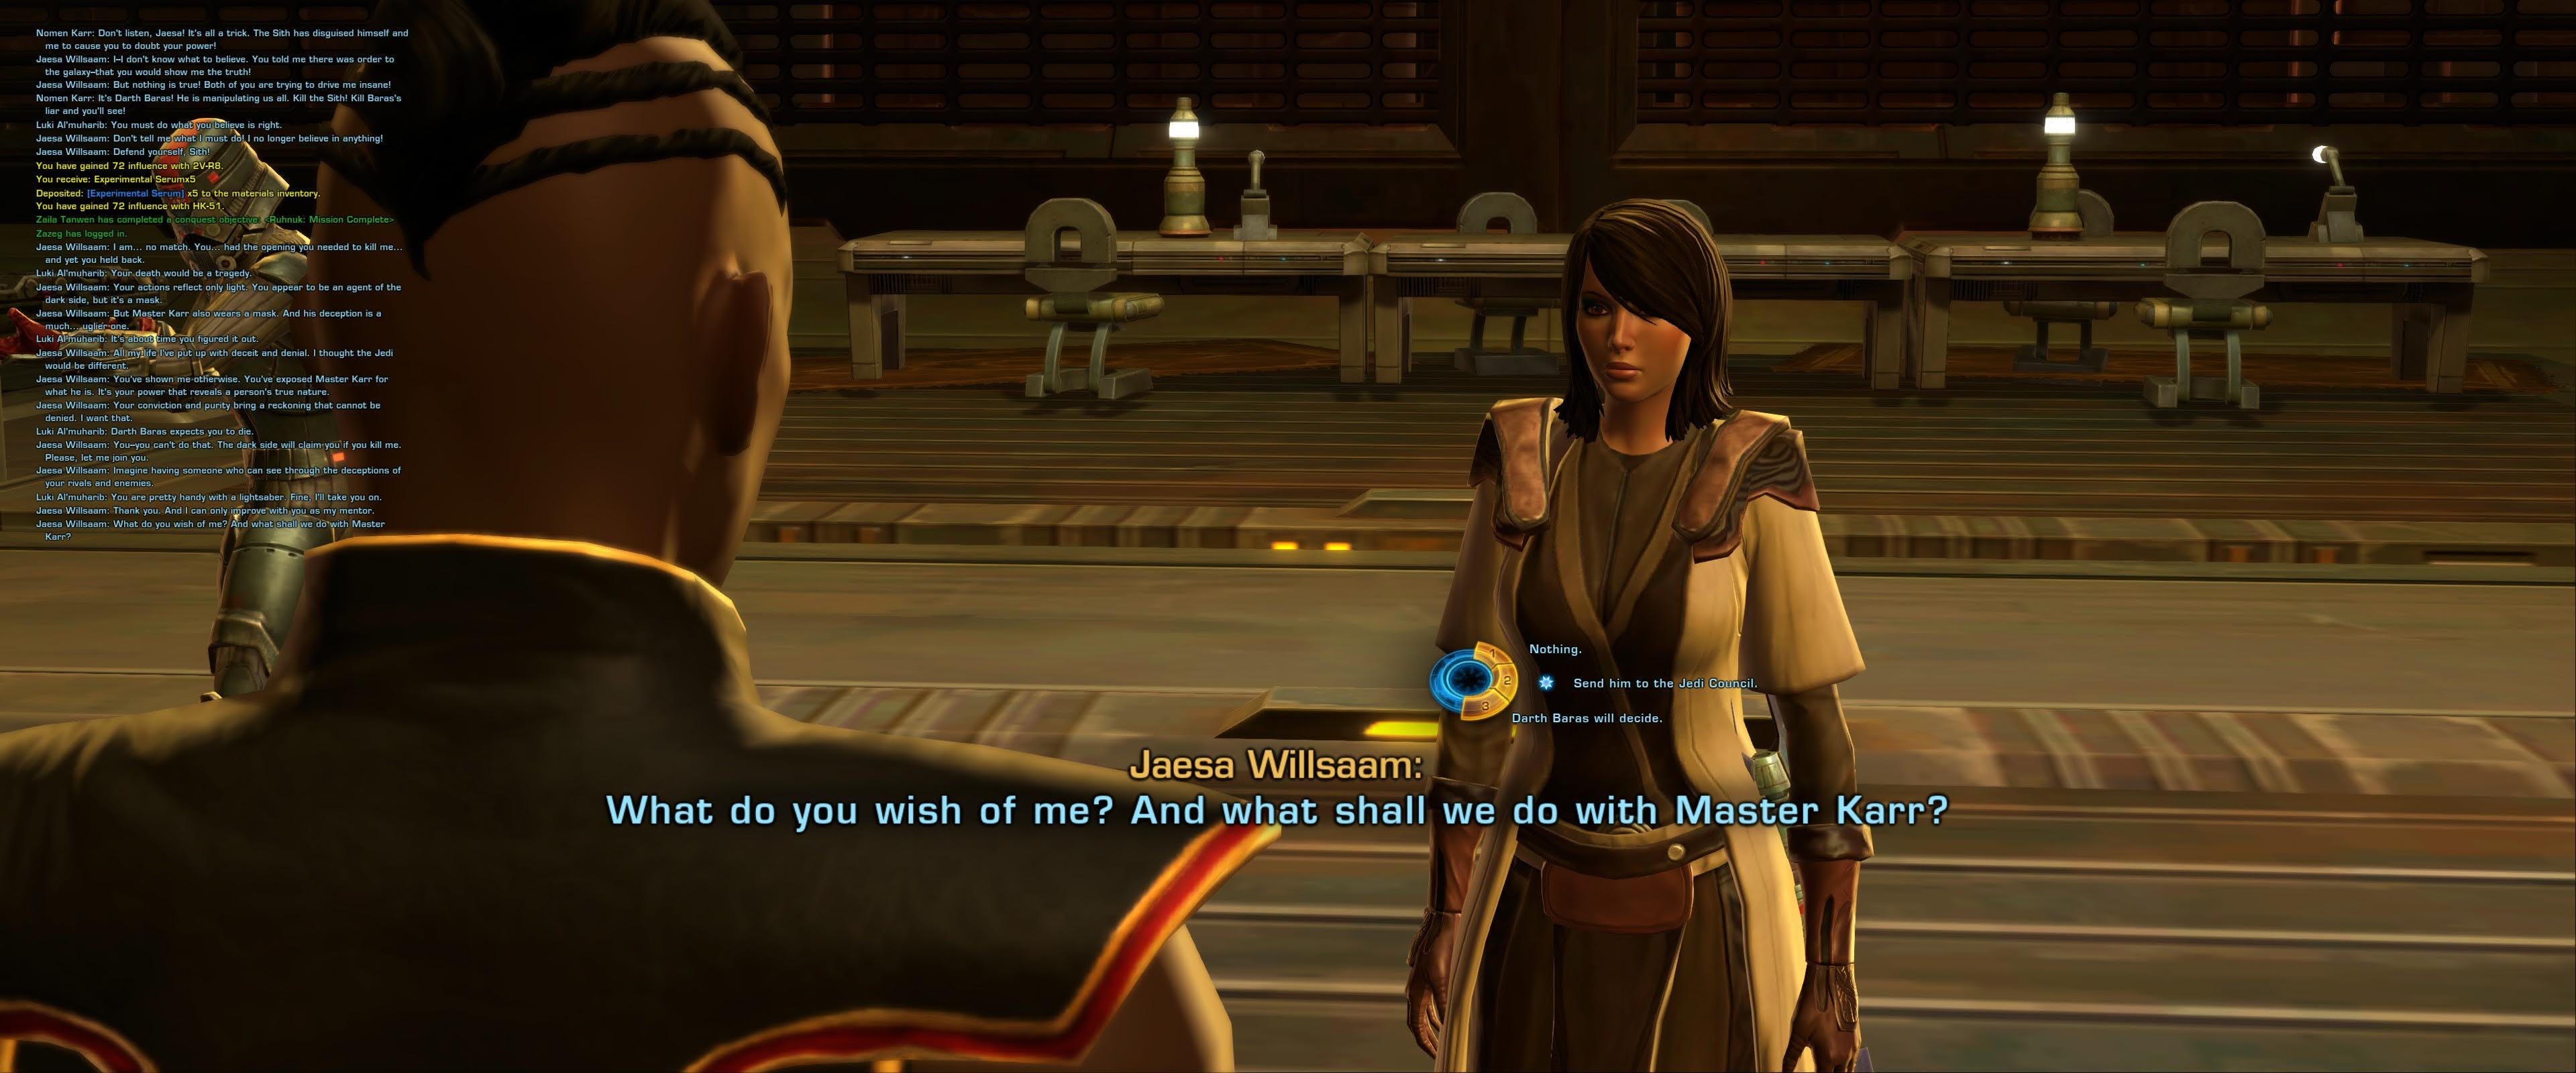 Nomen Karr: Don't listen, Jaesa! It's all a trick. The Sith has disguised himself and
me to cause you to doubt your power!
Jaesa Willsaam: I–I don't know what to believe. You told me there was order to
the galaxy–that you would show me the truth!
Jaesa Willsaam: But nothing is true! Both of you are trying to drive me insane!
Nomen Karr: It's Darth Baras! He is manipulating us all. Kill the Sith! Kill Baras's
liar and you'll see!
Luki Al'muharib: You must do what you believe is right.
Jaesa Willsaam: Don't tell me what I must do! I no longer believe in anything!
Jaesa Willsaam: Defend yourself, Sith!
You have gained 72 influence with 2V-R8.
You receive: Experimental Serumx5
Deposited: [Experimental Serum] x5 to the materials inventory.
You have gained 72 influence with HK-51.
Zaila Tanwen has completed a conquest objective: <Ruhnuk: Mission Complete>
Zazeg has logged in.
Jaesa Willsaam: I am... no match. You... had the opening you needed to kill me...
and yet you held back.
Luki Al'muharib: Your death would be a tragedy.
Jaesa Willsaam: Your actions reflect only light. You appear to be an agent of the
dark side, but it's a mask.
Jaesa Willsaam: But Master Karr also wears a mask. And his deception is a
much... uglier one.
Luki Al'muharib: It's about time you figured it out.
Jaesa Willsaam: All my life I've put up with deceit and denial. I thought the Jedi
would be different.
Jaesa Willsaam: You've shown me otherwise. You've exposed Master Karr for
what he is. It's your power that reveals a person's true nature.
Jaesa Willsaam: Your conviction and purity bring a reckoning that cannot be
denied. I want that.
Luki Al'muharib: Darth Baras expects you to die.
Jaesa Willsaam: You–you can't do that. The dark side will claim you if you kill me.
Please, let me join you.
Jaesa Willsaam: Imagine having someone who can see through the deceptions of
your rivals and enemies.
Luki Al'muharib: You are pretty handy with a lightsaber. Fine, I'll take you on.
Jaesa Willsaam: Thank you. And I can only improve with you as my mentor.
Jaesa Willsaam: What do you wish of me? And what shall we do with Master
Karr?
1 Nothing.
2 Send him to the Jedi Council.
3 Darth Baras will decide.
Jaesa Willsaam:
What do you wish of me? And what shall we do with Master Karr?